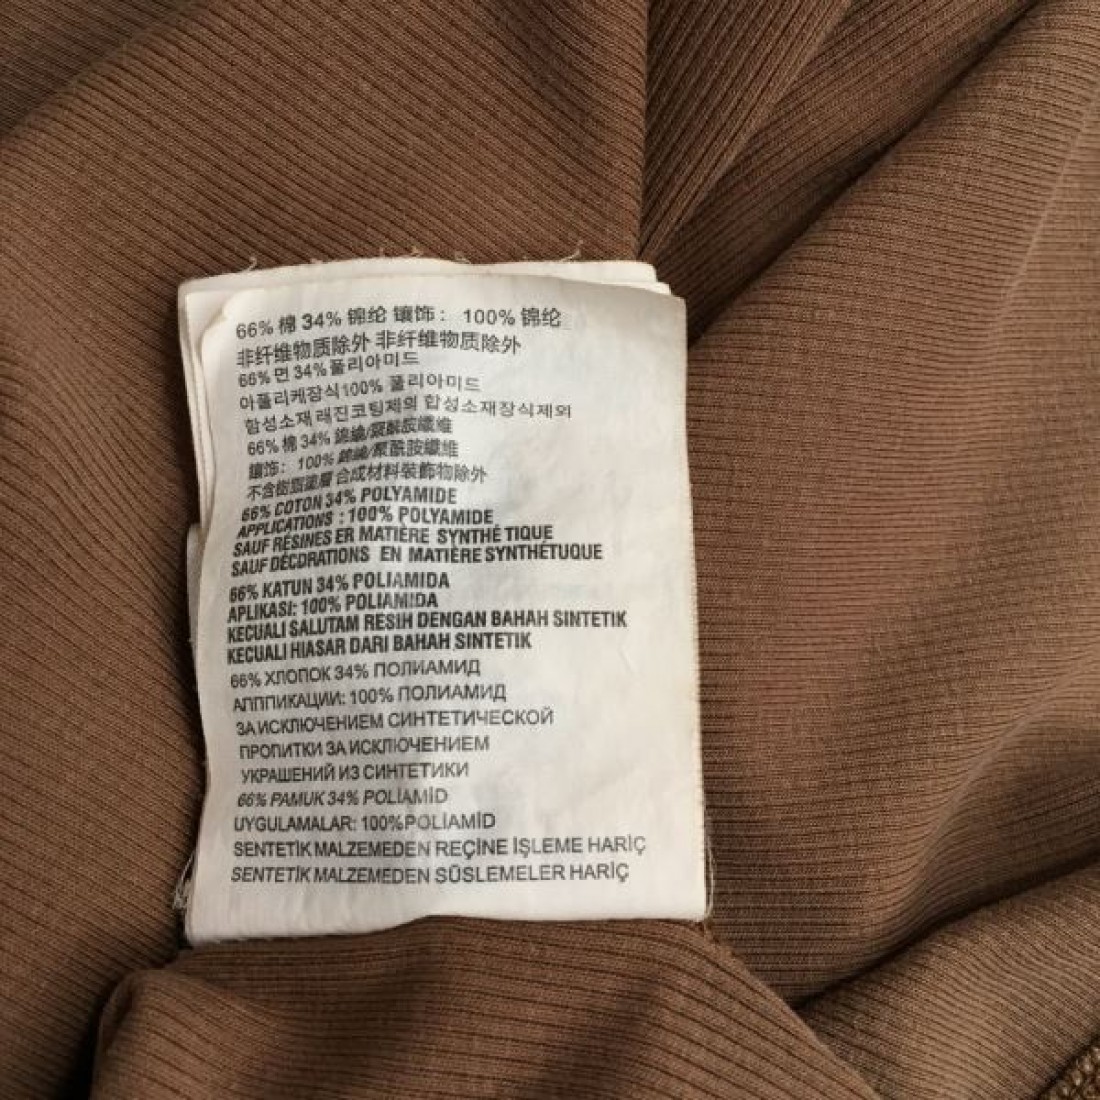 66% 棉 34% 锦纶 镶饰: 100% 锦纶
非纤维物质除外 非纤维物质除外
66% 면 34% 폴리아미드
아플리케장식100% 폴리아미드
합성소재 래진코팅제의 합성소재장식제외
66% 棉 34% 錦綸/聚酰胺纖維
鑲饰: 100% 錦綸/聚酰胺纖維
不含樹脂塗層 合成材料裝飾物除外
66% COTON 34% POLYAMIDE
APPLICATIONS : 100% POLYAMIDE
SAUF RÉSINES ER MATIÈRE SYNTHÉ TIQUE
SAUF DÉCORATIONS EN MATIÈRE SYNTHÉTUQUE
66% KATUN 34% POLIAMIDA
APLIKASI: 100% POLIAMIDA
KECUALI SALUTAM RESIH DENGAN BAHAH SINTETIK
KECUALI HIASAR DARI BAHAH SINTETIK
66% ХЛОПОК 34% ПОЛИАМИД
АПППИКАЦИИ: 100% ПОЛИАМИД
ЗА ИСКЛЮЧЕНИЕМ СИНТЕТИЧЕСКОЙ
ПРОПИТКИ ЗА ИСКЛЮЧЕНИЕМ
УКРАШЕНИЙ ИЗ СИНТЕТИКИ
66% PAMUK 34% POLİAMİD
UYGULAMALAR: 100%POLİAMİD
SENTETİK MALZEMEDEN REÇİNE İŞLEME HARİÇ
SENTETİK MALZEMEDEN SÜSLEMELER HARİÇ